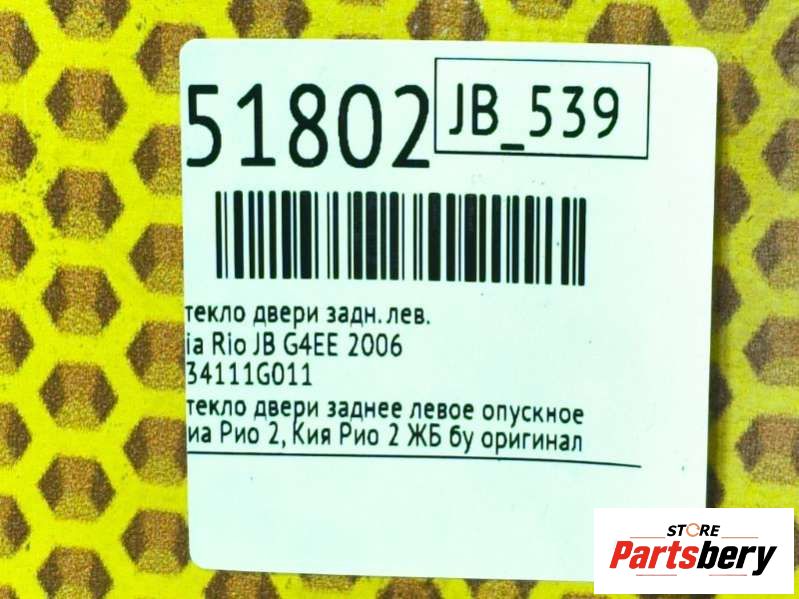 51802
JB_539
текло двери задн. лев.
ia Rio JB G4EE 2006
34111G011
текло двери заднее левое опускное
иа Рио 2, Кия Рио 2 ЖБ бу оригинал
STORE
Partsbery